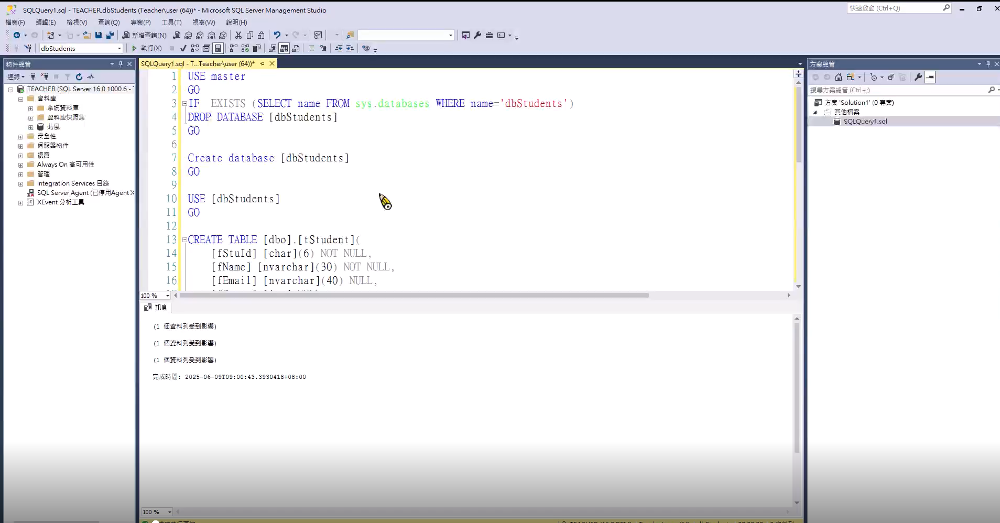 SQLQuery1.sql - TEACHER.dbStudents (Teacher\user (64))* - Microsoft SQL Server Management Studio
快速啟動 (Ctrl+Q)
檔案(F) 編輯(E) 檢視(V) 查詢(Q) 專案(P) 工具(T) 視窗(W) 說明(H)
新增查詢(N) MDX DMX XMLA DAX
dbStudents 執行(X)
物件總管
連線
TEACHER (SQL Server 16.0.1000.6 -
資料庫
系統資料庫
資料庫快照集
北風
安全性
伺服器物件
複寫
Always On 高可用性
管理
Integration Services 目錄
SQL Server Agent (已停用Agent X
XEvent 分析工具
SQLQuery1.sql - T...Teacher\user (64))*
1 USE master
2 GO
3 IF  EXISTS (SELECT name FROM sys.databases WHERE name='dbStudents')
4 DROP DATABASE [dbStudents]
5 GO
6
7 Create database [dbStudents]
8 GO
9
10 USE [dbStudents]
11 GO
12
13 CREATE TABLE [dbo].[tStudent](
14 [fStuId] [char](6) NOT NULL,
15 [fName] [nvarchar](30) NOT NULL,
16 [fEmail] [nvarchar](40) NULL,
100 %
訊息
(1 個資料列受到影響)
(1 個資料列受到影響)
(1 個資料列受到影響)
完成時間: 2025-06-09T09:00:43.3930418+08:00
100 %
方案總管
搜尋方案總管 (Ctrl+;)
方案 'Solution1' (0 專案)
其他檔案
SQLQuery1.sql